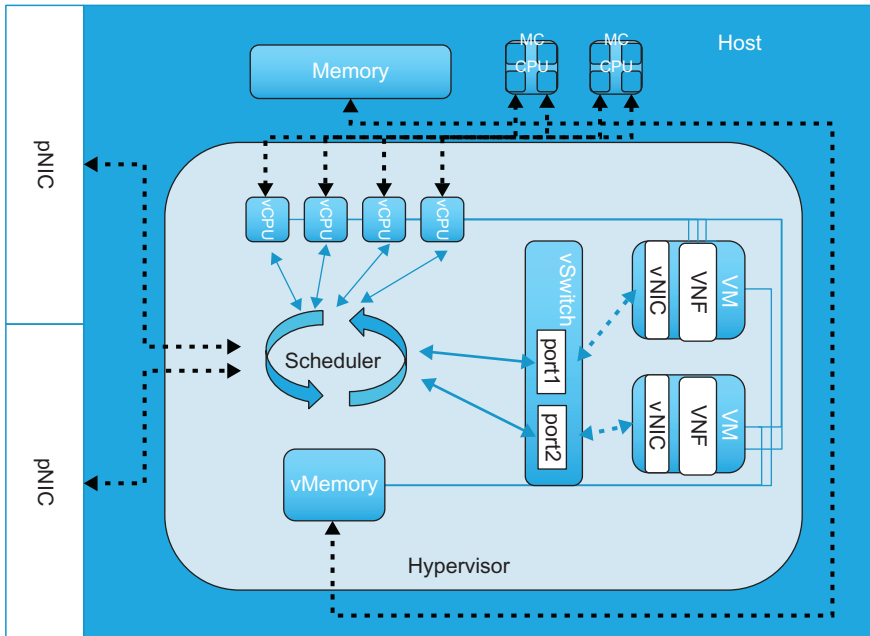 Host
Memory
MC
CPU
MC
CPU
pNIC
pNIC
vCPU
vCPU
vCPU
vCPU
vSwitch
port1
port2
vNIC
VNF
VM
vNIC
VNF
VM
Scheduler
vMemory
Hypervisor